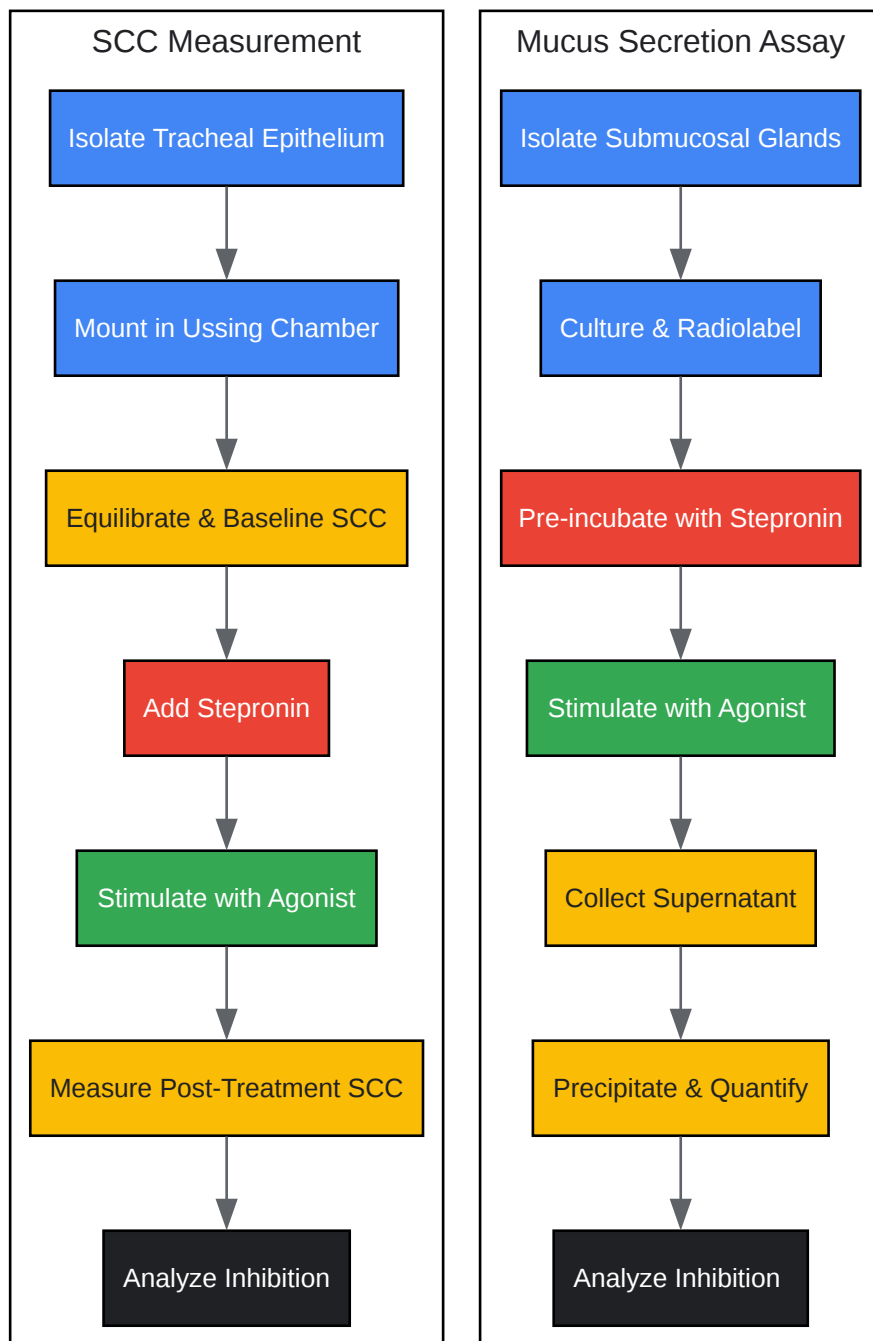 SCC Measurement
Isolate Tracheal Epithelium
Mount in Ussing Chamber
Equilibrate & Baseline SCC
Add Stepronin
Stimulate with Agonist
Measure Post-Treatment SCC
Analyze Inhibition
Mucus Secretion Assay
Isolate Submucosal Glands
Culture & Radiolabel
Pre-incubate with Stepronin
Stimulate with Agonist
Collect Supernatant
Precipitate & Quantify
Analyze Inhibition